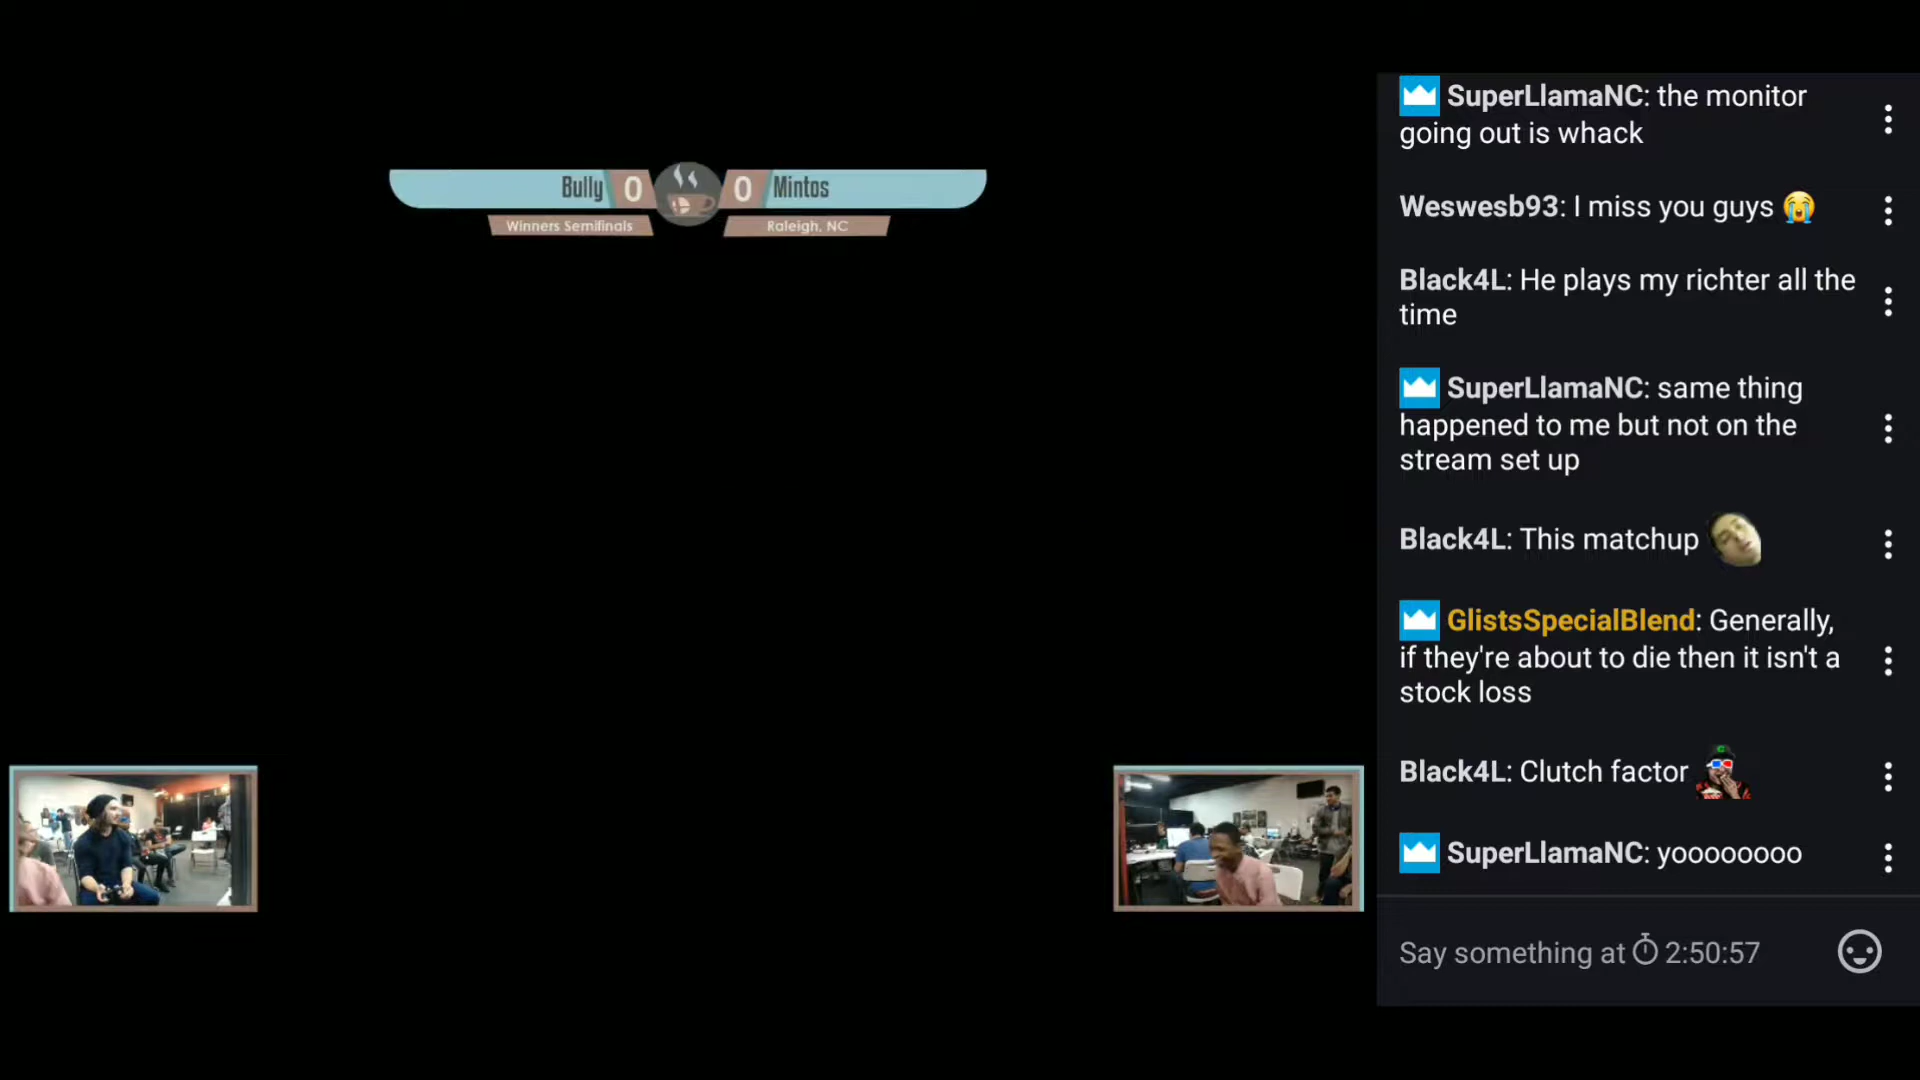 Bully 0 0 Mintos
Winners Semifinals Raleigh, NC
SuperLlamaNC: the monitor
going out is whack
Weswesb93: I miss you guys 😭
Black4L: He plays my richter all the
time
SuperLlamaNC: same thing
happened to me but not on the
stream set up
Black4L: This matchup
GlistsSpecialBlend: Generally,
if they're about to die then it isn't a
stock loss
Black4L: Clutch factor
SuperLlamaNC: yoooooooo
Say something at 2:50:57